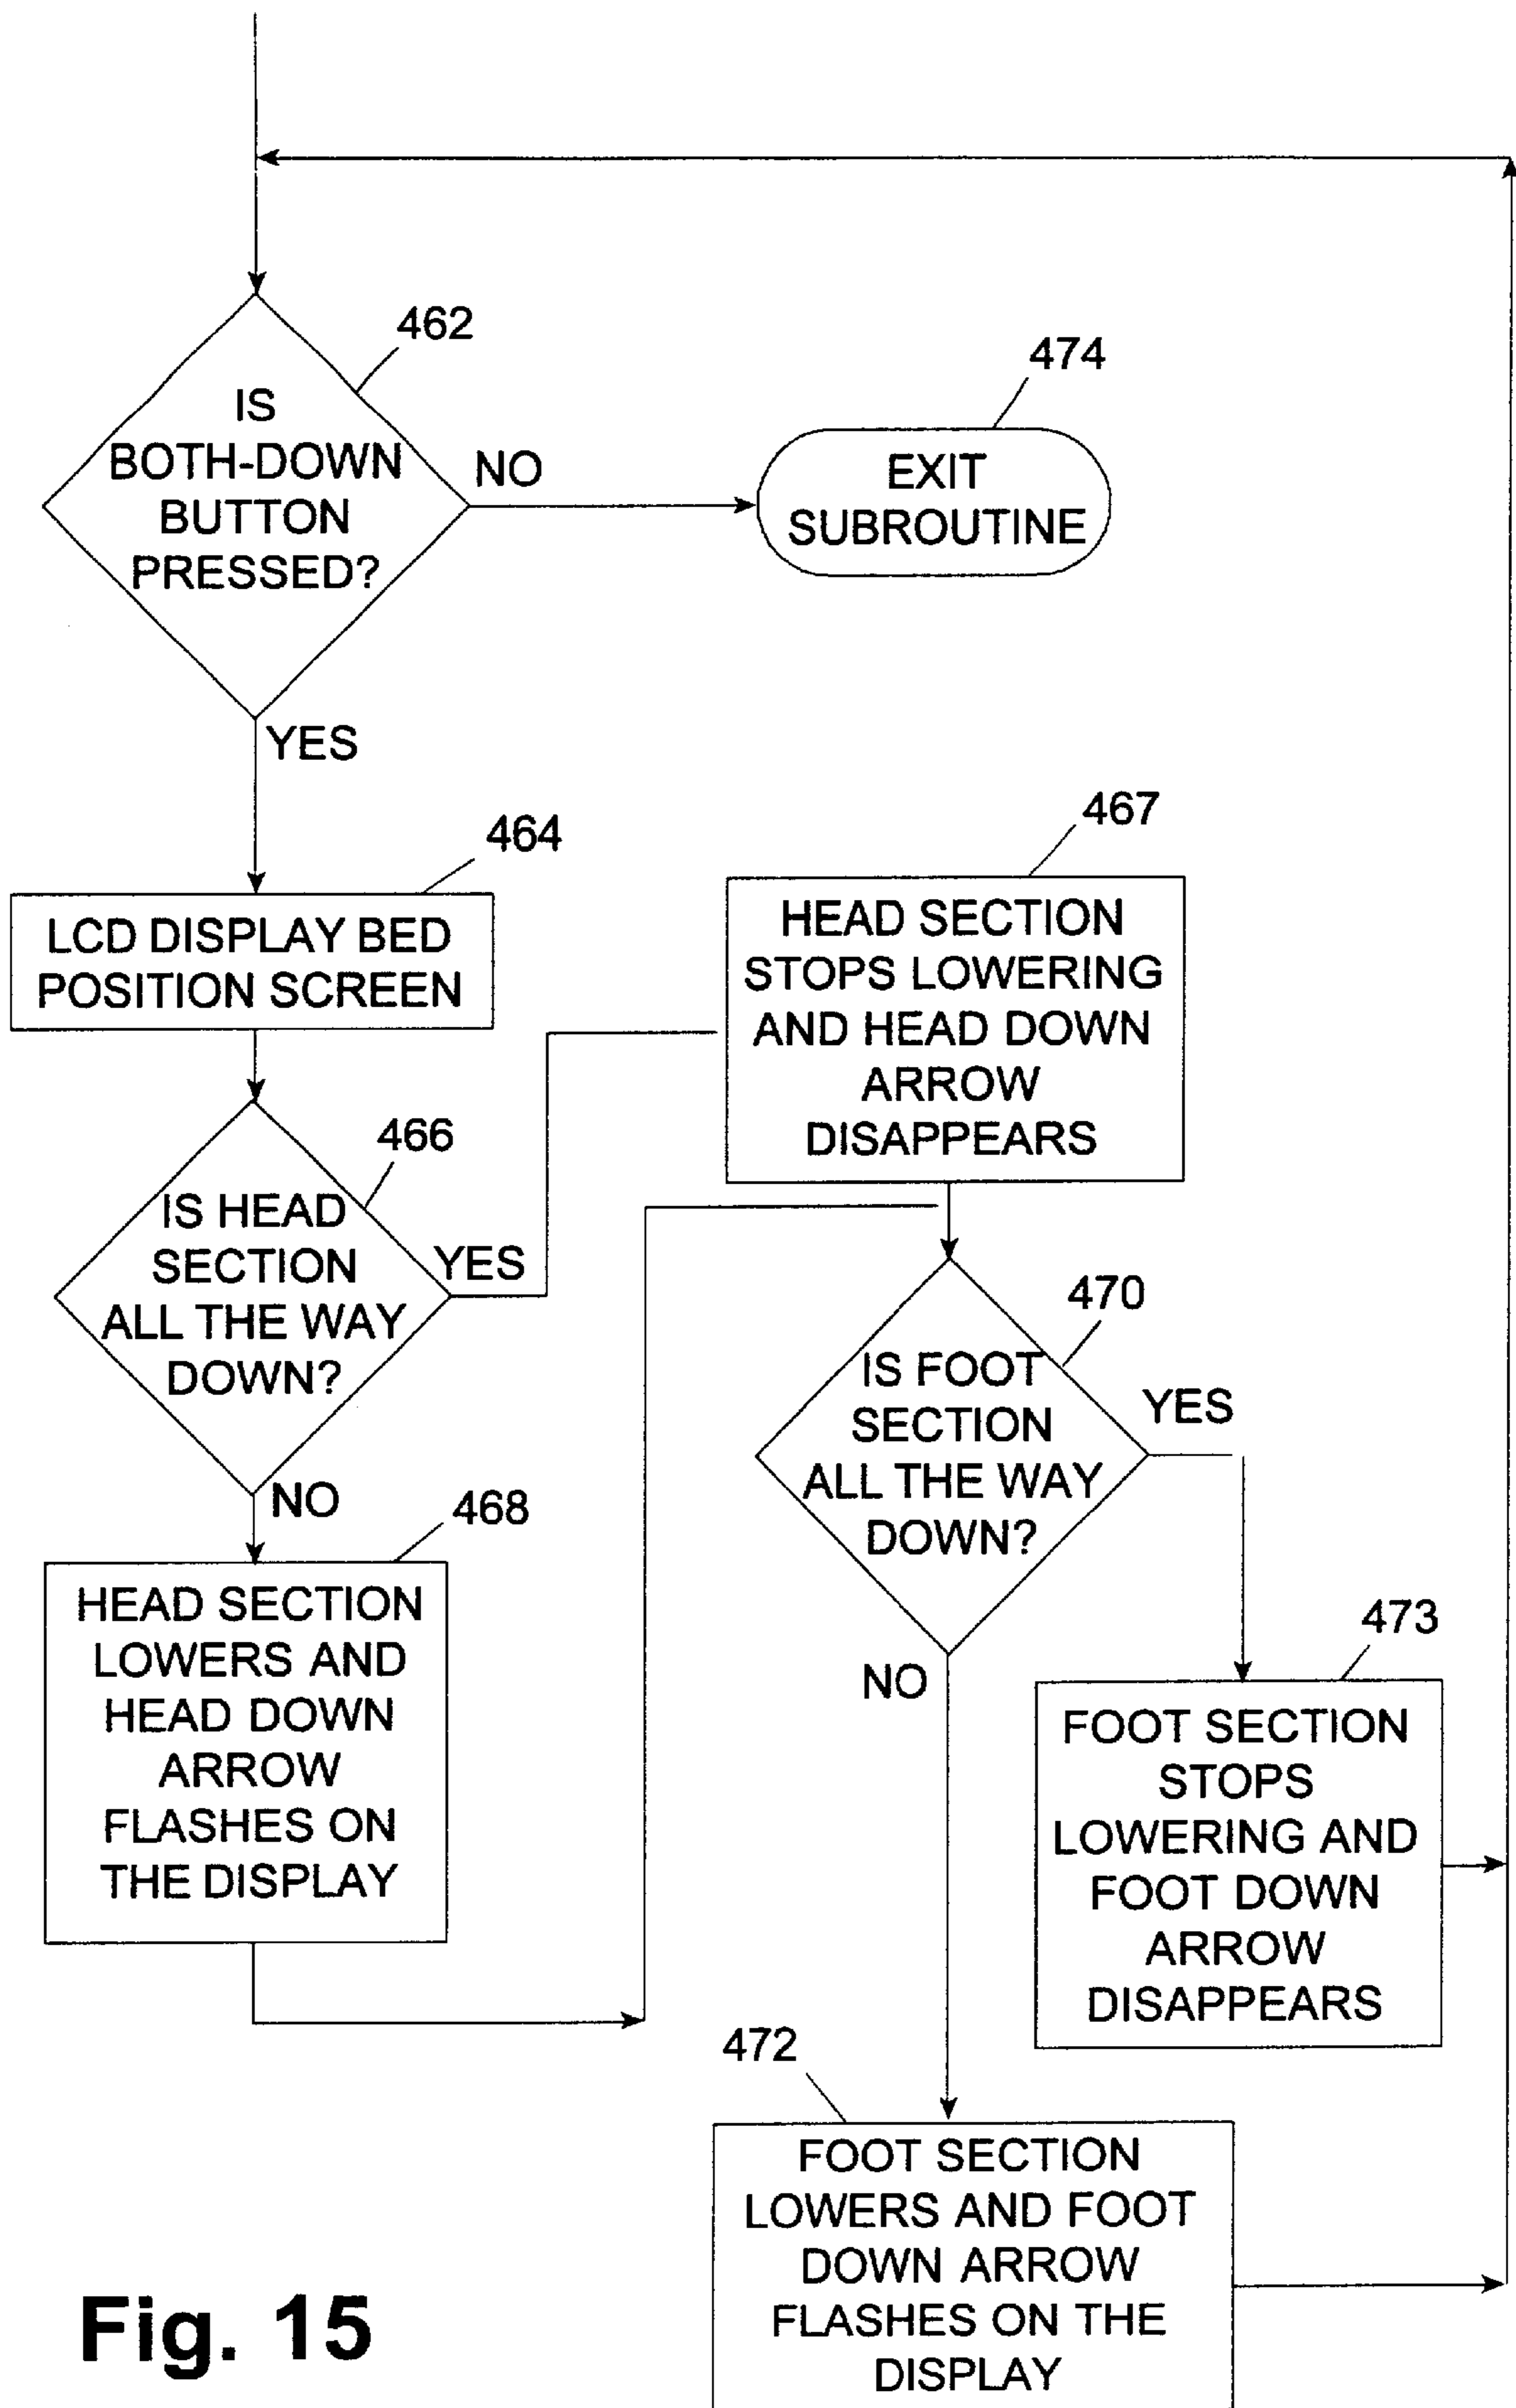 462
IS
BOTH-DOWN
BUTTON
PRESSED?
NO
474
EXIT
SUBROUTINE
YES
464
LCD DISPLAY BED
POSITION SCREEN
467
HEAD SECTION
STOPS LOWERING
AND HEAD DOWN
ARROW
DISAPPEARS
466
IS HEAD
SECTION
ALL THE WAY
DOWN?
YES
NO
470
IS FOOT
SECTION
ALL THE WAY
DOWN?
YES
NO
468
HEAD SECTION
LOWERS AND
HEAD DOWN
ARROW
FLASHES ON
THE DISPLAY
473
FOOT SECTION
STOPS
LOWERING AND
FOOT DOWN
ARROW
DISAPPEARS
472
FOOT SECTION
LOWERS AND FOOT
DOWN ARROW
FLASHES ON THE
DISPLAY
Fig. 15